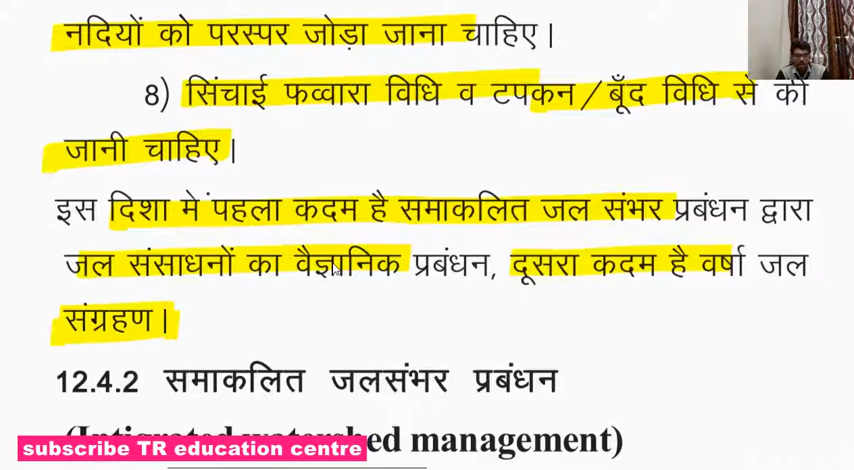 नदियों को परस्पर जोड़ा जाना चाहिए।
8) सिंचाई फव्वारा विधि व टपकन/बूँद विधि से की
जानी चाहिए।
इस दिशा मे पहला कदम है समाकलित जल संभर प्रबंधन द्वारा
जल संसाधनों का वैज्ञानिक प्रबंधन, दूसरा कदम है वर्षा जल
संग्रहण।
12.4.2 समाकलित जलसंभर प्रबंधन
(Intigrated watershed management)
subscribe TR education centre